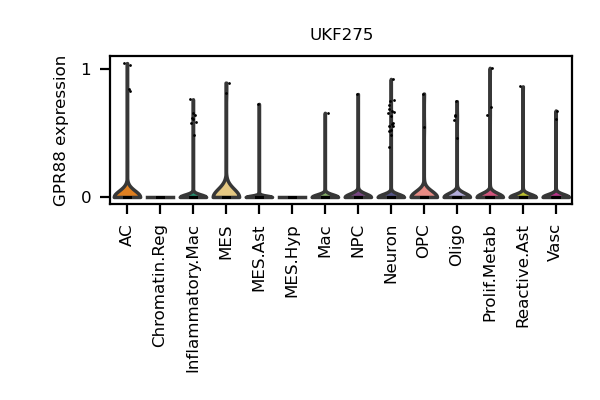 UKF275
GPR88 expression
1
0
AC
Chromatin.Reg
Inflammatory.Mac
MES
MES.Ast
MES.Hyp
Mac
NPC
Neuron
OPC
Oligo
Prolif.Metab
Reactive.Ast
Vasc